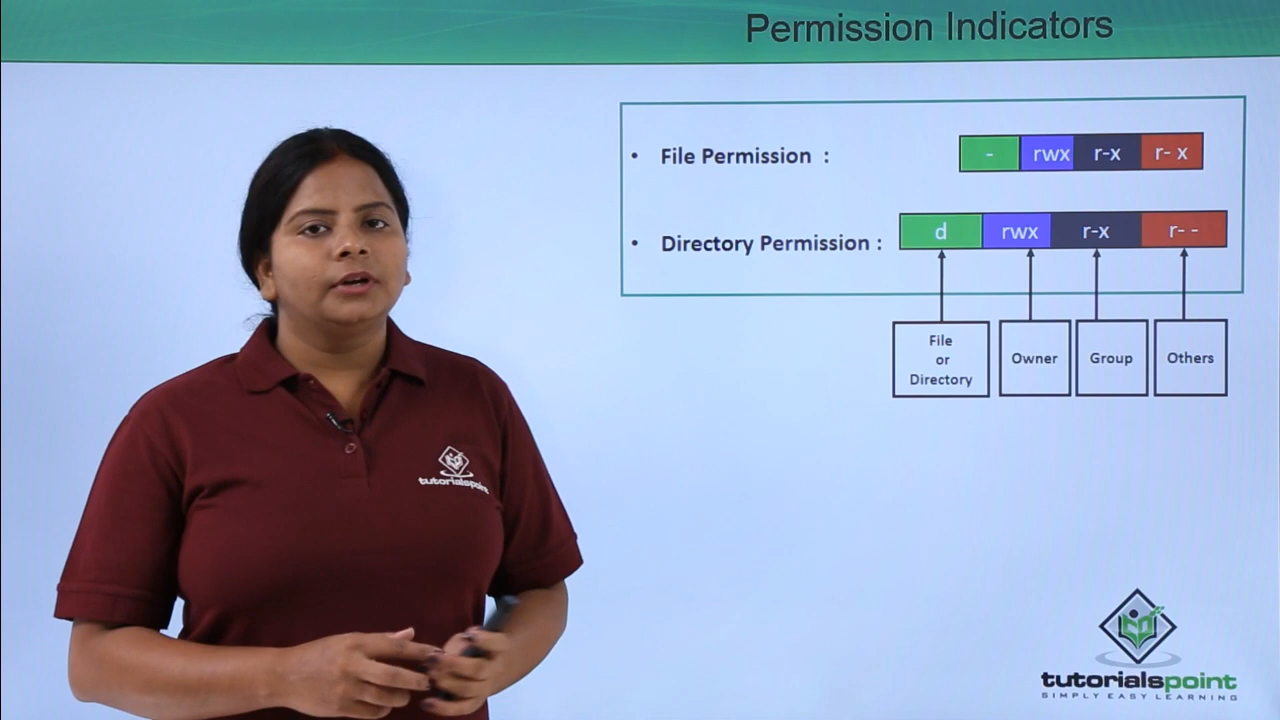 Permission Indicators
• File Permission : - rwx r-x r- x
• Directory Permission : d rwx r-x r- -
File
or
Directory
Owner
Group
Others
tutorialspoint
tutorialspoint
SIMPLY EASY LEARNING